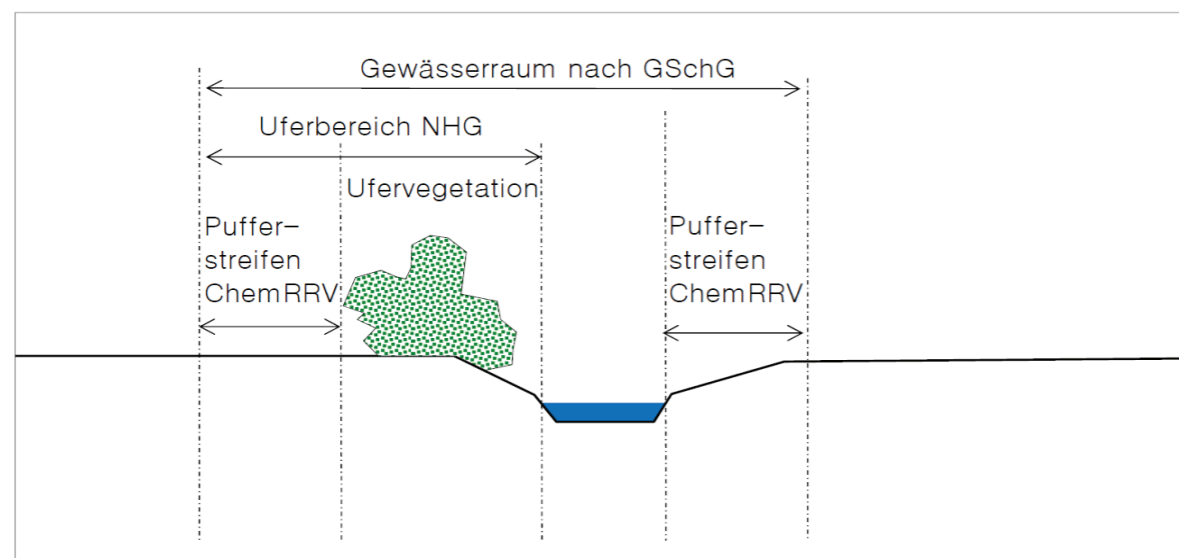 Gewässerraum nach GSchG
Uferbereich NHG
Ufervegetation
Puffer–
streifen
ChemRRV
Puffer–
streifen
ChemRRV